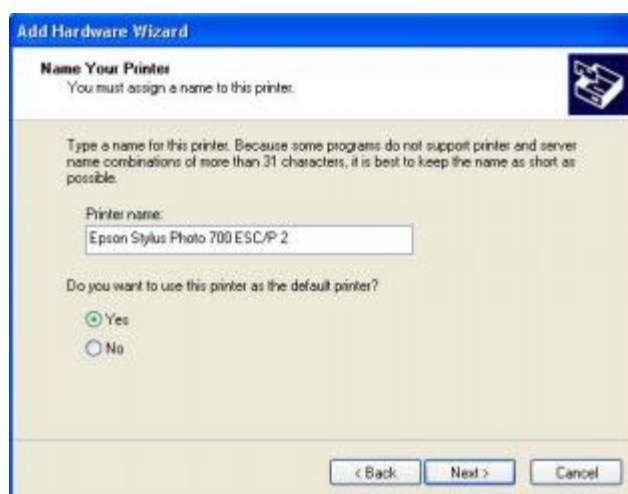 Add Hardware Wizard
Name Your Printer
You must assign a name to this printer.
Type a name for this printer. Because some programs do not support printer and server
name combinations of more than 31 characters, it is best to keep the name as short as
possible.
Printer name:
Epson Stylus Photo 700 ESC/P 2
Do you want to use this printer as the default printer?
Yes
No
< Back Next > Cancel